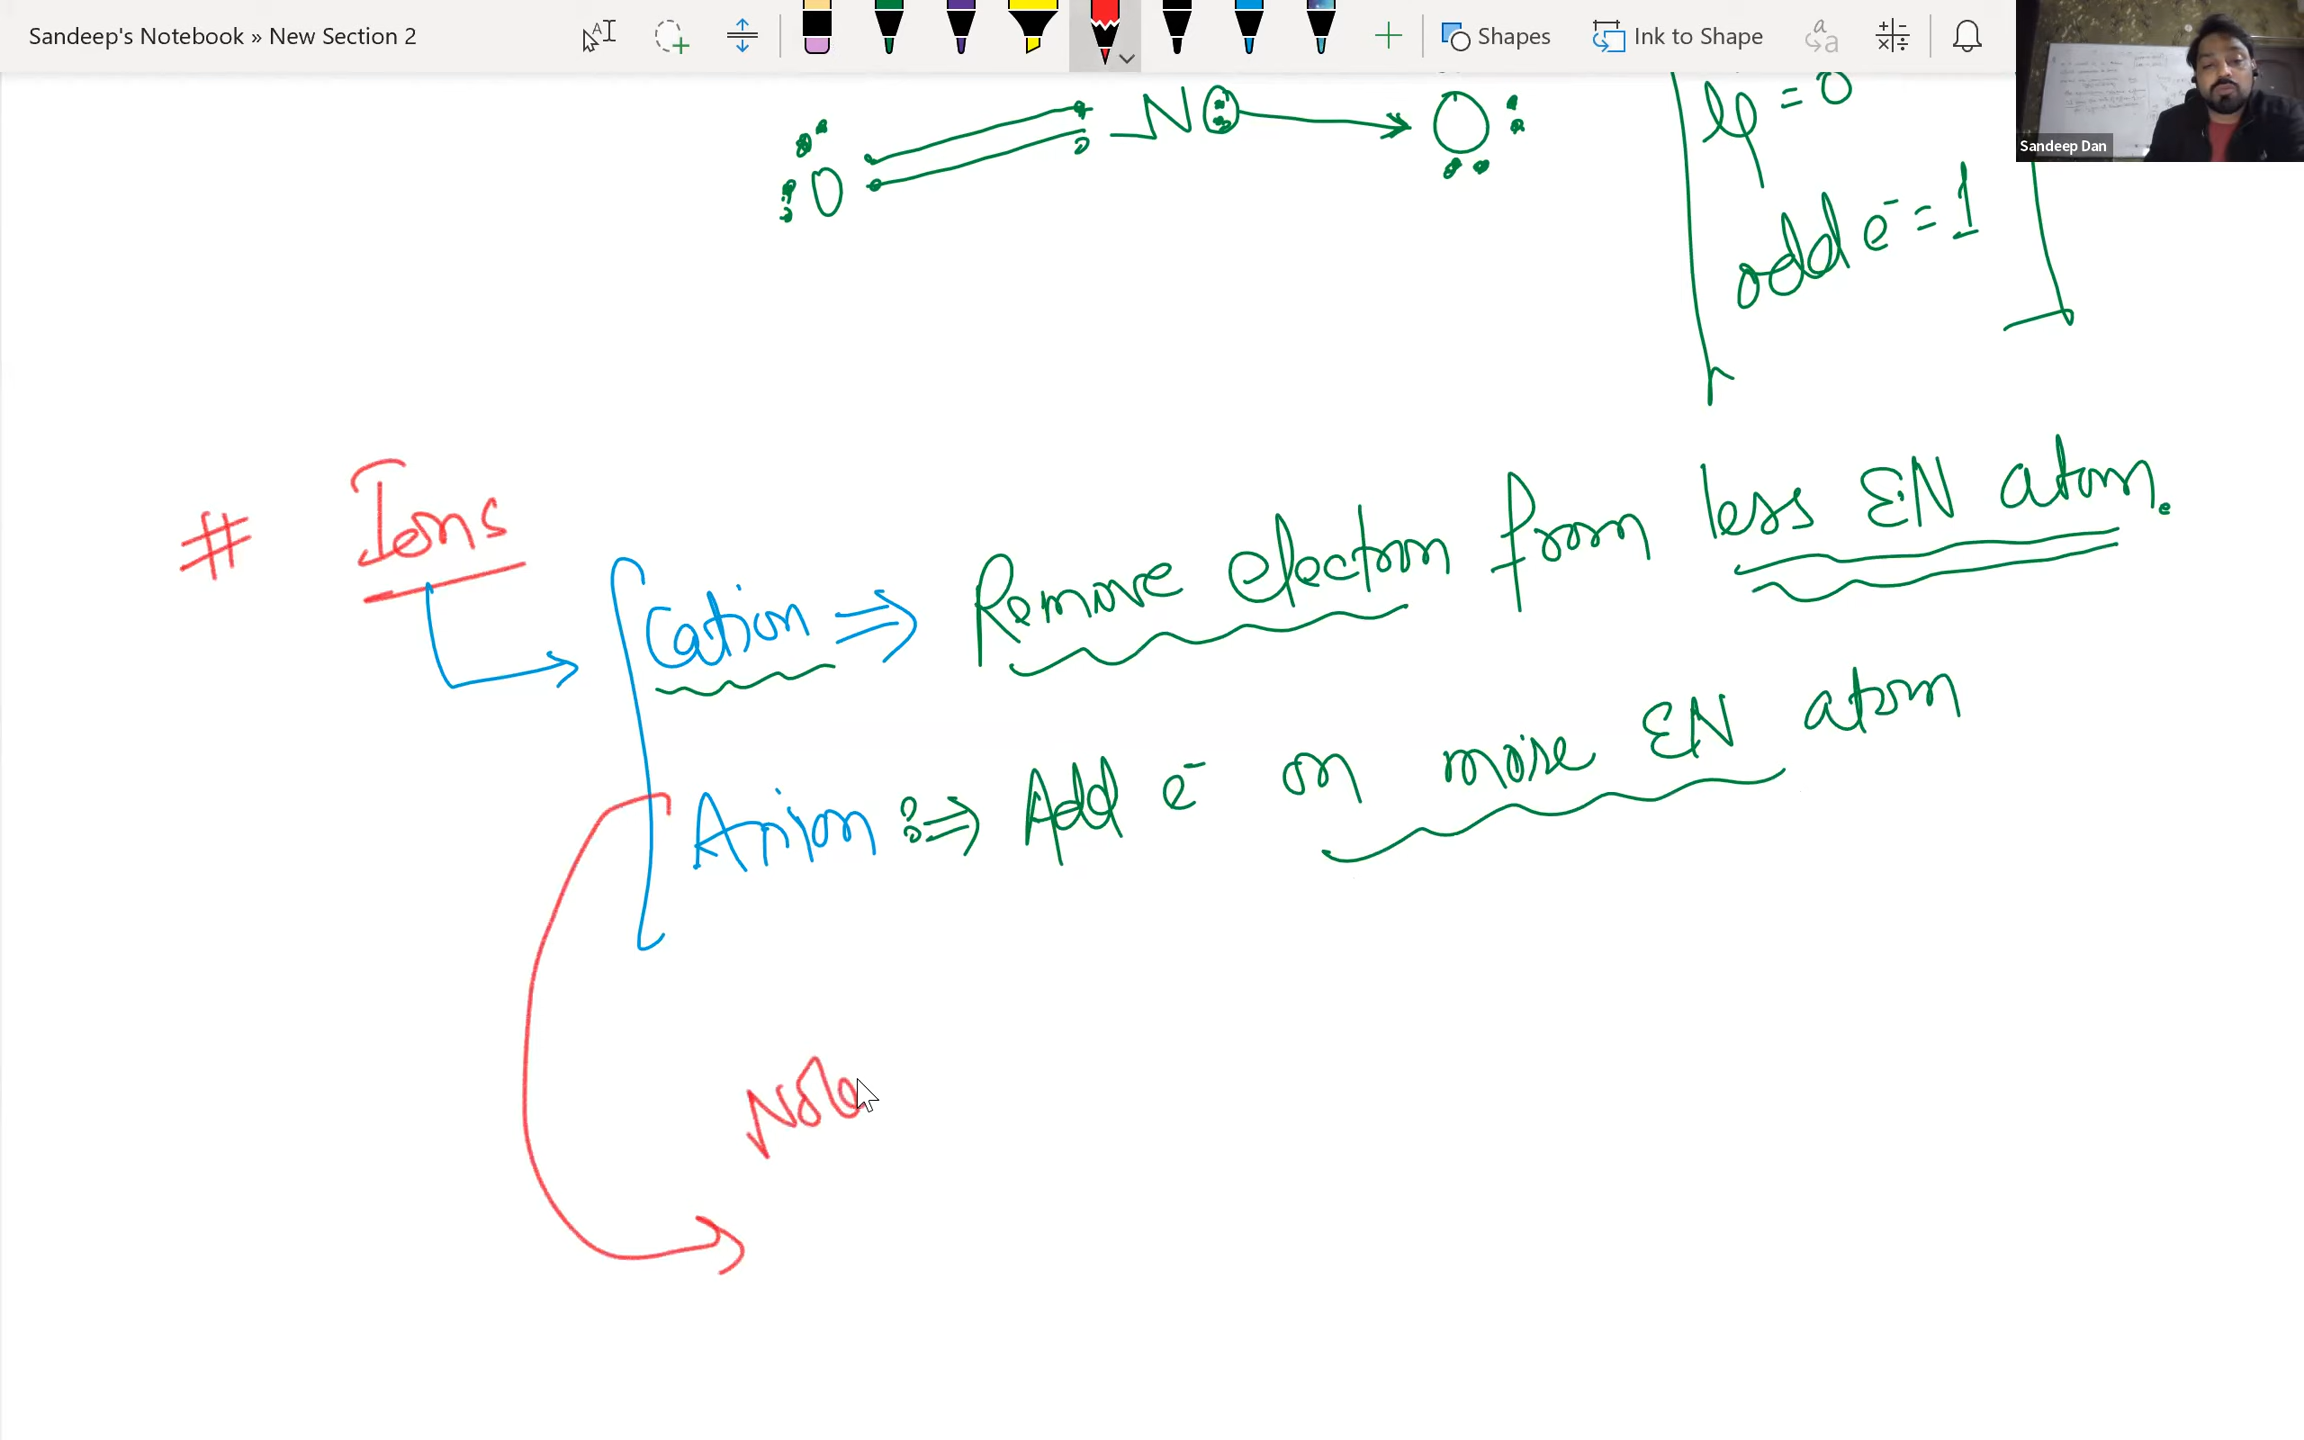 Sandeep's Notebook » New Section 2
Shapes
Ink to Shape
Sandeep Dan
O
N
O
lp = 0
odd e⁻ = 1
# Ions
Cation ⇒ Remove electron from less EN atom.
Anion :⇒ Add e⁻ on more EN atom
Note